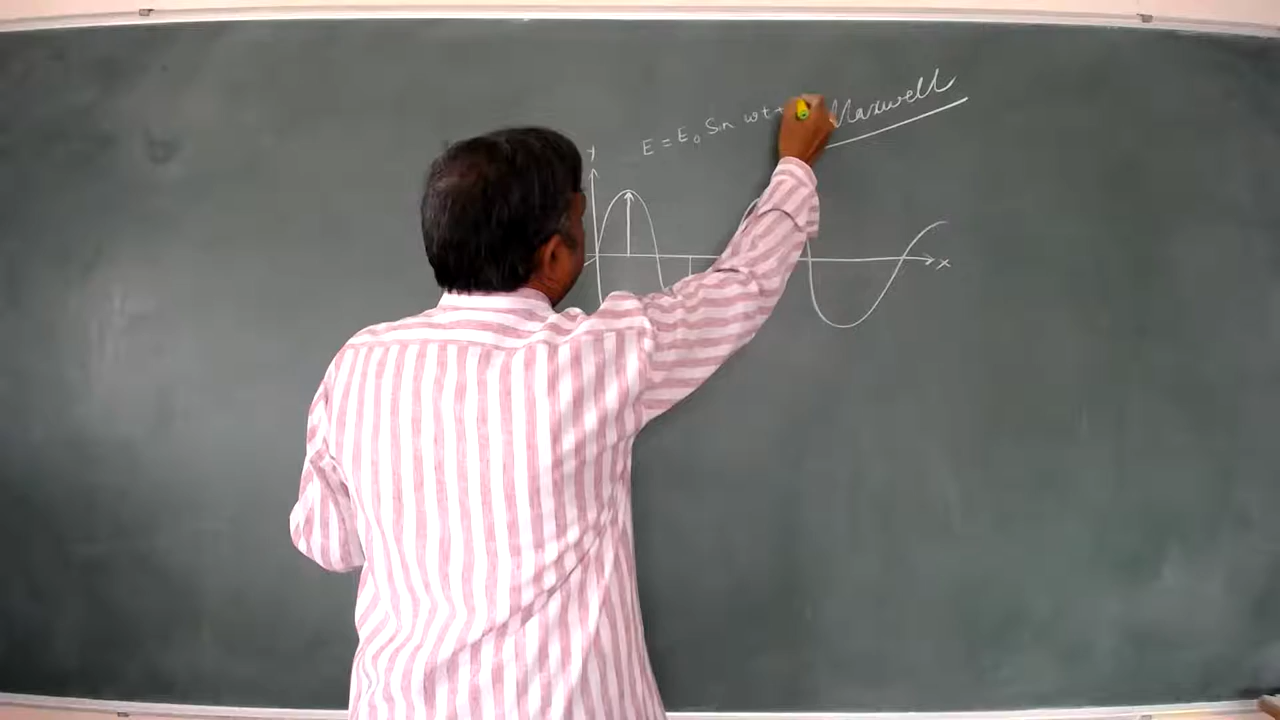 Maxwell
E = E₀ Sin ωt +
y
x